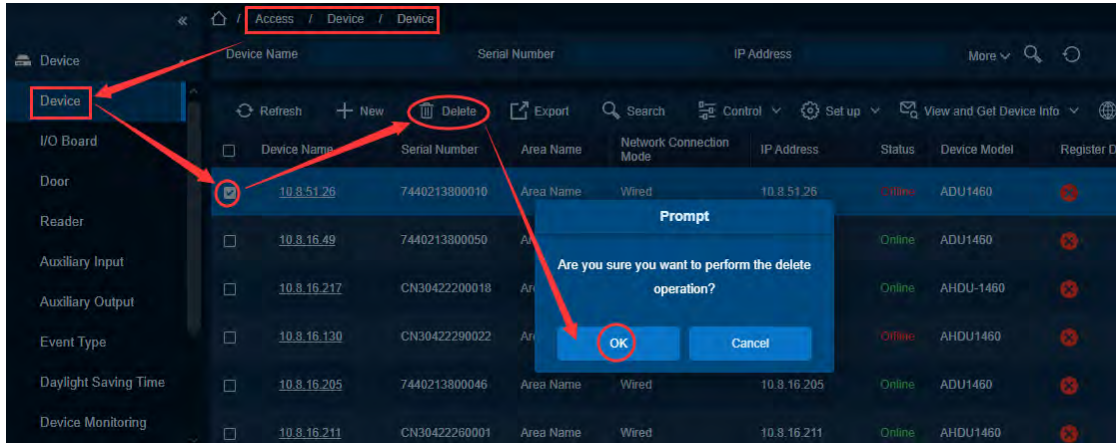 Access / Device / Device
Device
Device Name Serial Number IP Address More
Device
Refresh New Delete Export Search Control Set up View and Get Device Info
I/O Board
Device Name Serial Number Area Name Network Connection Mode IP Address Status Device Model Register D
Door
10.8.51.26 7440213800010 Area Name Wired 10.8.51.26 ADU1460
Reader
Prompt
10.8.16.49 7440213800050 Online ADU1460
Auxiliary Input
Are you sure you want to perform the delete
operation?
10.8.16.217 CN30422200018 Online AHDU-1460
Auxiliary Output
Event Type
10.8.16.130 CN30422290022 Offline AHDU1460
OK Cancel
Daylight Saving Time
10.8.16.205 7440213800046 Area Name Wired 10.8.16.205 Online ADU1460
Device Monitoring
10.8.16.211 CN30422260001 Area Name Wired 10.8.16.211 Online AHDU1460